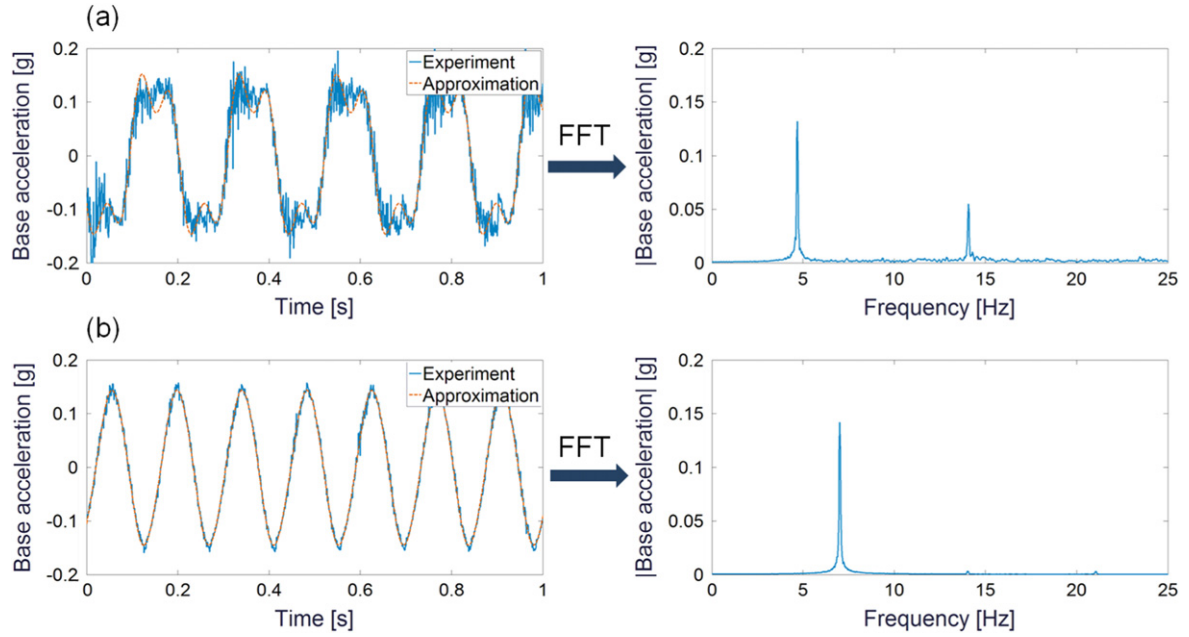 (a)
Base acceleration [g]
0.2
0.1
0
-0.1
-0.2
Experiment
Approximation
0 0.2 0.4 0.6 0.8 1
Time [s]
FFT
|Base acceleration| [g]
0.2
0.15
0.1
0.05
0
0 5 10 15 20 25
Frequency [Hz]
(b)
Base acceleration [g]
0.2
0.1
0
-0.1
-0.2
Experiment
Approximation
0 0.2 0.4 0.6 0.8 1
Time [s]
FFT
|Base acceleration| [g]
0.2
0.15
0.1
0.05
0
0 5 10 15 20 25
Frequency [Hz]